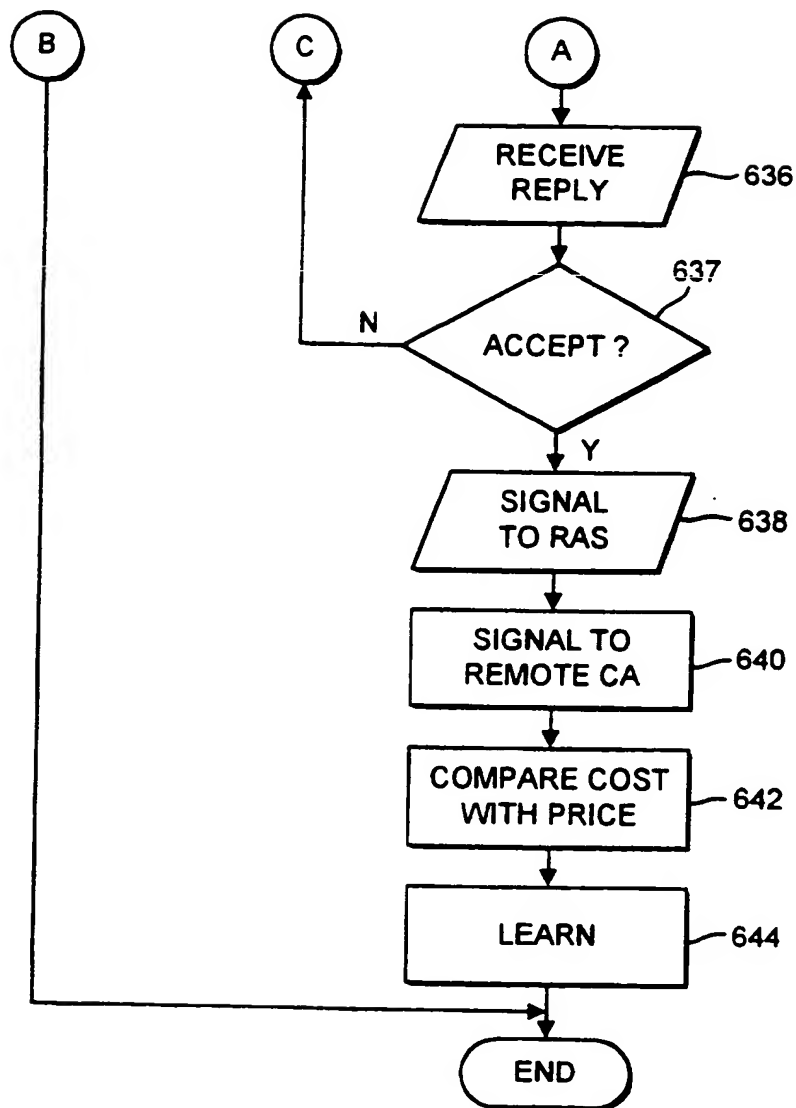 B
C
A
RECEIVE
REPLY
636
637
N
ACCEPT ?
Y
SIGNAL
TO RAS
638
SIGNAL TO
REMOTE CA
640
COMPARE COST
WITH PRICE
642
LEARN
644
END